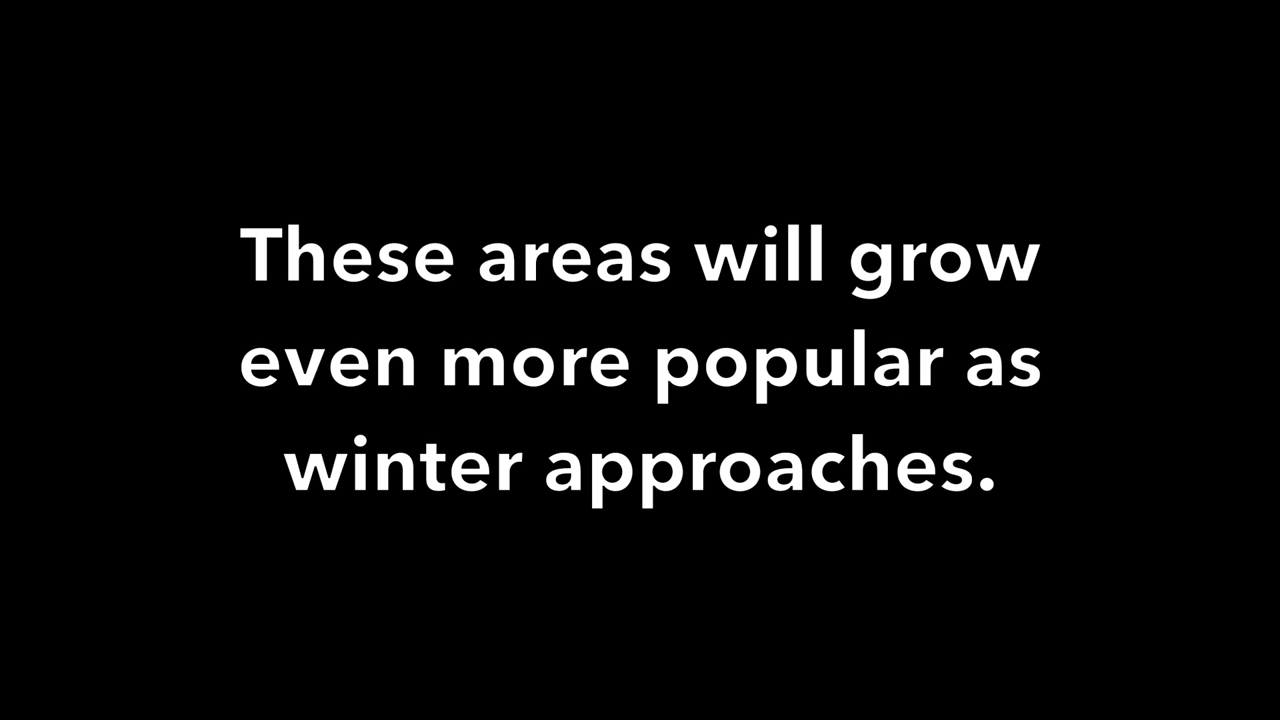 These areas will grow
even more popular as
winter approaches.